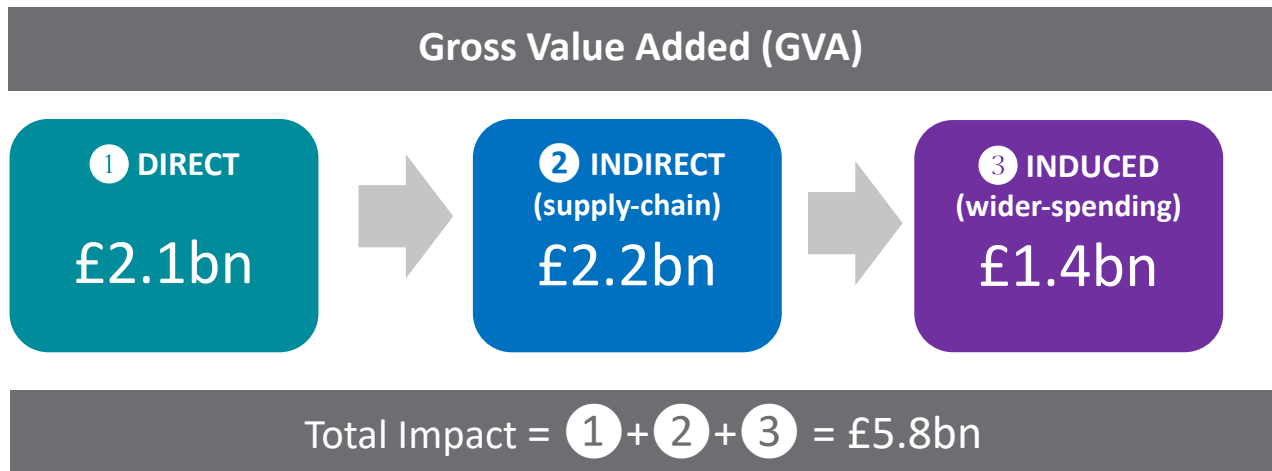 Gross Value Added (GVA)
1 DIRECT
£2.1bn
2 INDIRECT
(supply-chain)
£2.2bn
3 INDUCED
(wider-spending)
£1.4bn
Total Impact = 1 + 2 + 3 = £5.8bn